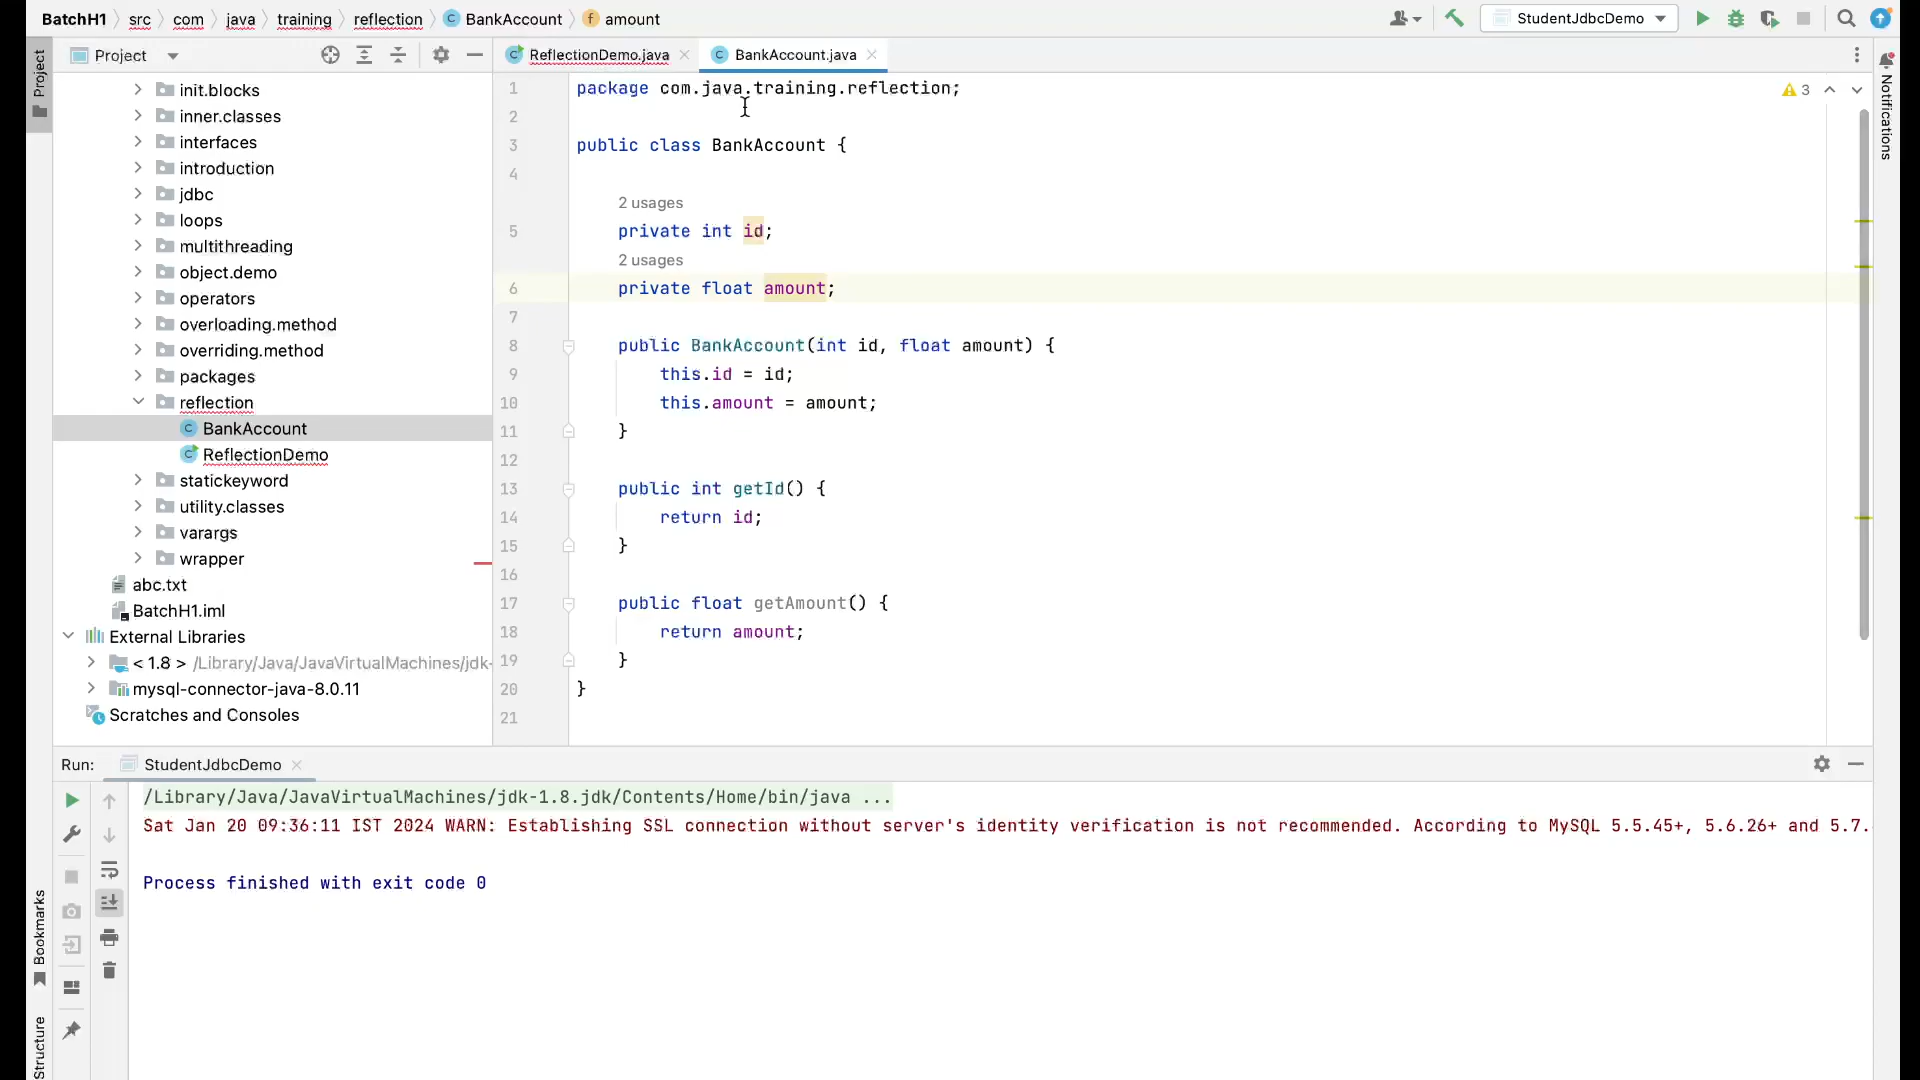 BatchH1 src com java training reflection BankAccount amount
StudentJdbcDemo
Project
Project
ReflectionDemo.java
BankAccount.java
Notifications
3
init.blocks
inner.classes
interfaces
introduction
jdbc
loops
multithreading
object.demo
operators
overloading.method
overriding.method
packages
reflection
BankAccount
ReflectionDemo
statickeyword
utility.classes
varargs
wrapper
abc.txt
BatchH1.iml
External Libraries
< 1.8 > /Library/Java/JavaVirtualMachines/jdk-
mysql-connector-java-8.0.11
Scratches and Consoles
1 package com.java.training.reflection;
2
3 public class BankAccount {
4
2 usages
5 private int id;
2 usages
6 private float amount;
7
8 public BankAccount(int id, float amount) {
9 this.id = id;
10 this.amount = amount;
11 }
12
13 public int getId() {
14 return id;
15 }
16
17 public float getAmount() {
18 return amount;
19 }
20 }
21
Run: StudentJdbcDemo
/Library/Java/JavaVirtualMachines/jdk-1.8.jdk/Contents/Home/bin/java ...
Sat Jan 20 09:36:11 IST 2024 WARN: Establishing SSL connection without server's identity verification is not recommended. According to MySQL 5.5.45+, 5.6.26+ and 5.7.
Process finished with exit code 0
Bookmarks
Structure